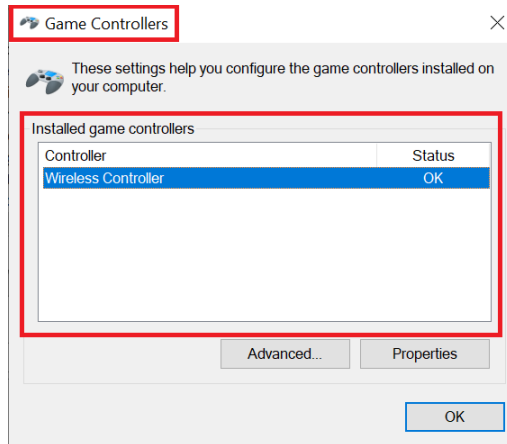 Game Controllers
These settings help you configure the game controllers installed on
your computer.
Installed game controllers
Controller Status
Wireless Controller OK
Advanced... Properties
OK